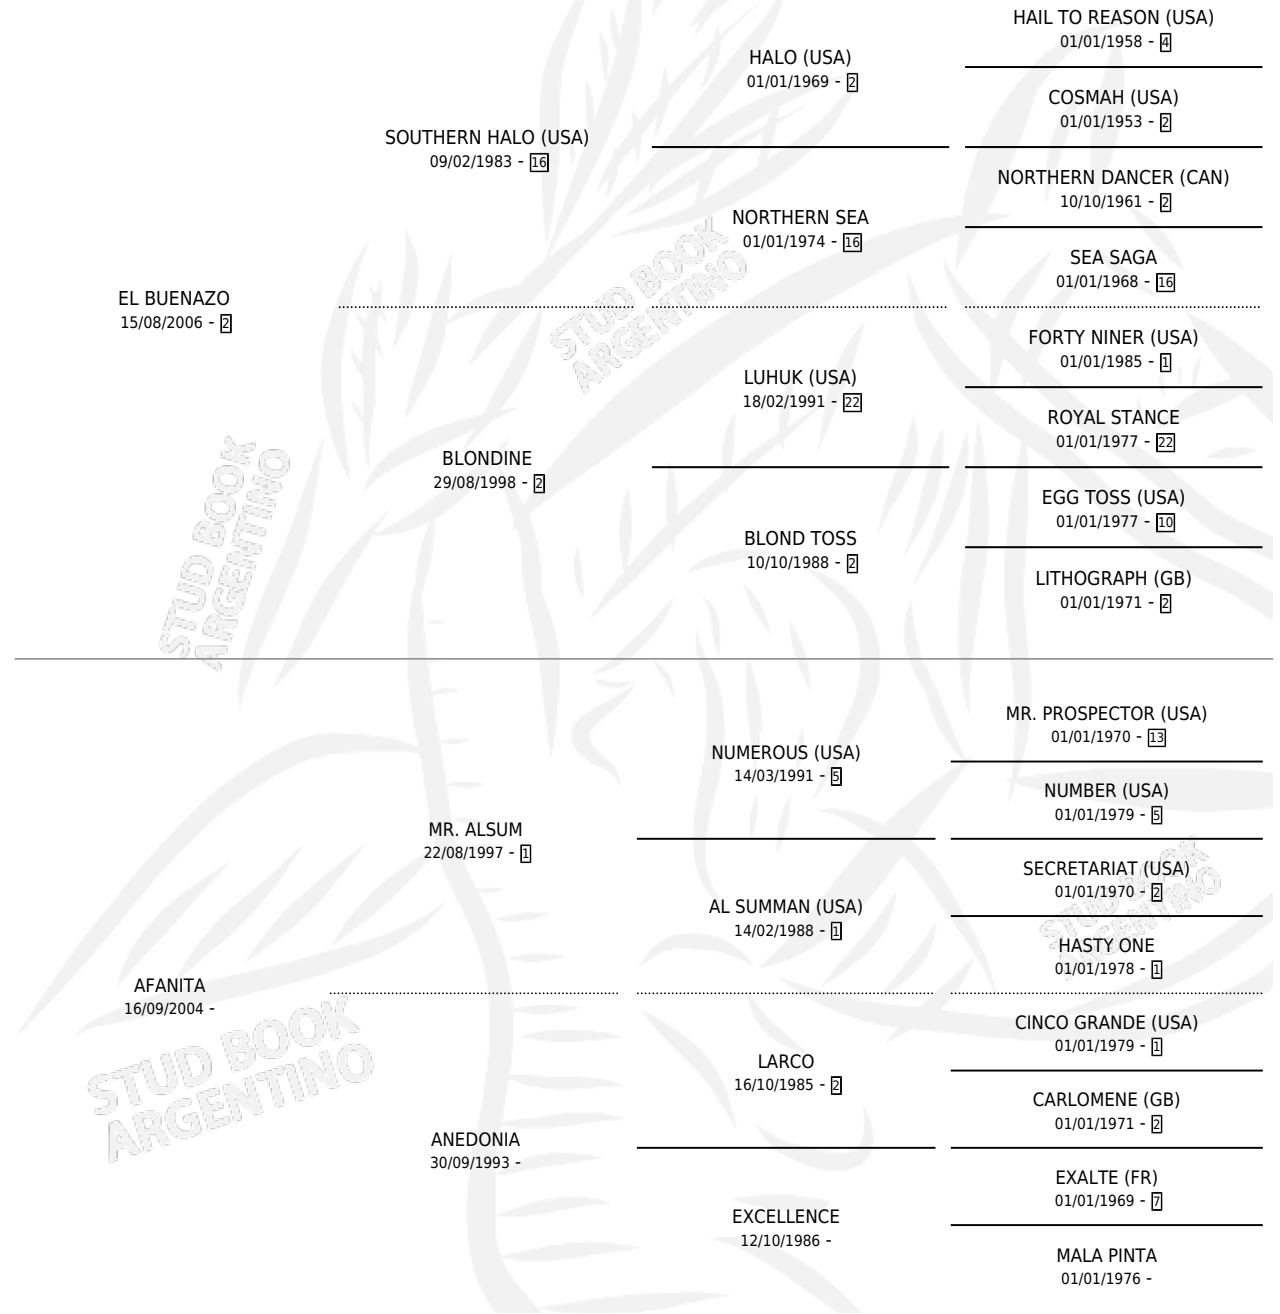 HAIL TO REASON (USA)
01/01/1958 - 4
HALO (USA)
01/01/1969 - 2
COSMAH (USA)
01/01/1953 - 2
SOUTHERN HALO (USA)
09/02/1983 - 16
NORTHERN DANCER (CAN)
10/10/1961 - 2
NORTHERN SEA
01/01/1974 - 16
SEA SAGA
01/01/1968 - 16
EL BUENAZO
15/08/2006 - 2
STUD BOOK
ARGENTINO
FORTY NINER (USA)
01/01/1985 - 1
LUHUK (USA)
18/02/1991 - 22
ROYAL STANCE
01/01/1977 - 22
BLONDINE
29/08/1998 - 2
EGG TOSS (USA)
01/01/1977 - 10
BLOND TOSS
10/10/1988 - 2
LITHOGRAPH (GB)
01/01/1971 - 2
STUD BOOK
ARGENTINO
MR. PROSPECTOR (USA)
01/01/1970 - 13
NUMEROUS (USA)
14/03/1991 - 5
NUMBER (USA)
01/01/1979 - 5
MR. ALSUM
22/08/1997 - 1
SECRETARIAT (USA)
01/01/1970 - 2
AL SUMMAN (USA)
14/02/1988 - 1
HASTY ONE
01/01/1978 - 1
STUD BOOK
ARGENTINO
AFANITA
16/09/2004 -
CINCO GRANDE (USA)
01/01/1979 - 1
LARCO
16/10/1985 - 2
CARLOMENE (GB)
01/01/1971 - 2
STUD BOOK
ARGENTINO
ANEDONIA
30/09/1993 -
EXALTE (FR)
01/01/1969 - 7
EXCELLENCE
12/10/1986 -
MALA PINTA
01/01/1976 -